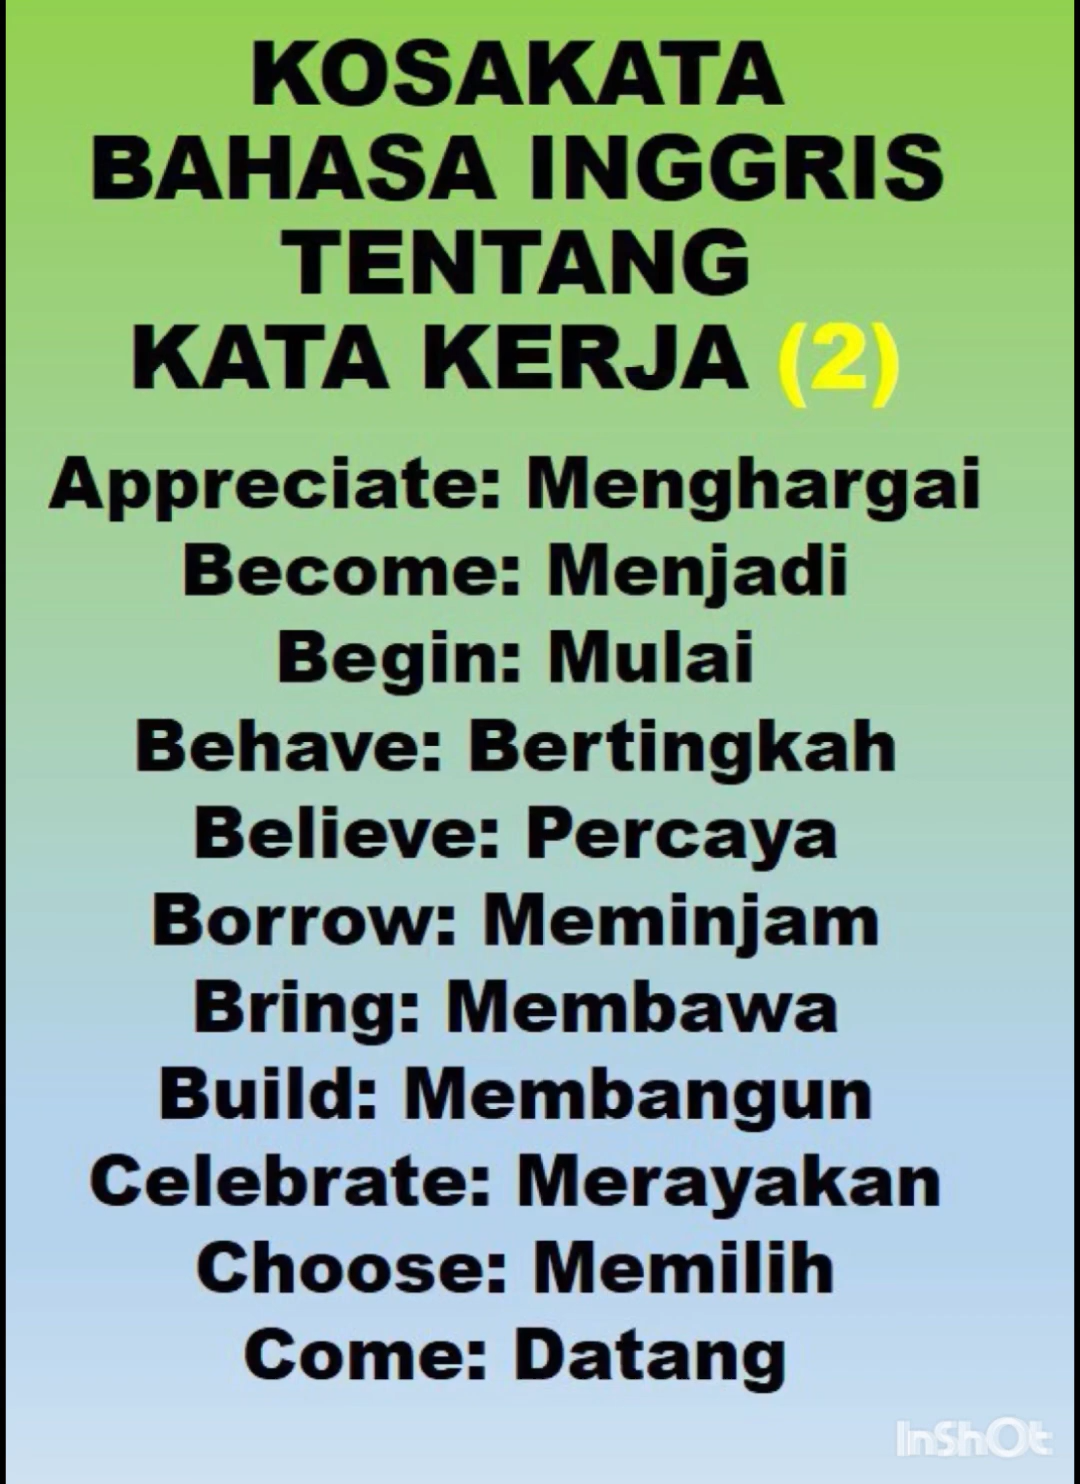 KOSAKATA
BAHASA INGGRIS
TENTANG
KATA KERJA (2)
Appreciate: Menghargai
Become: Menjadi
Begin: Mulai
Behave: Bertingkah
Believe: Percaya
Borrow: Meminjam
Bring: Membawa
Build: Membangun
Celebrate: Merayakan
Choose: Memilih
Come: Datang
InShOt